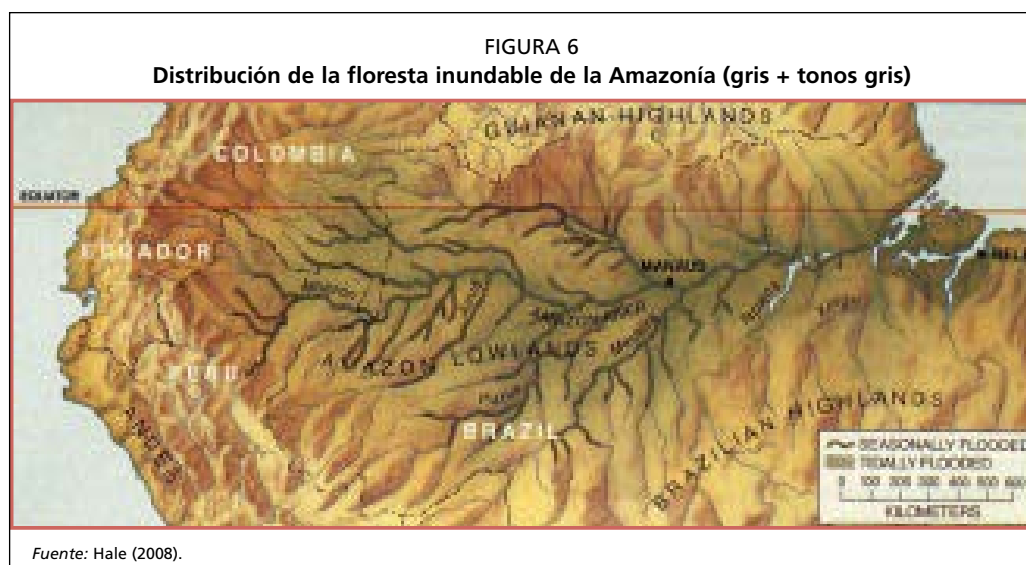 FIGURA 6
Distribución de la floresta inundable de la Amazonía (gris + tonos gris)
GUIANAN HIGHLANDS
COLOMBIA
EQUATOR
ECUADOR
MANAUS
AMAZON LOWLANDS
PERU
ANDES
BRAZIL
BRAZILIAN HIGHLANDS
SEASONALLY FLOODED
TIDALLY FLOODED
0 100 200 300 400 500 600
KILOMETERS
Fuente: Hale (2008).